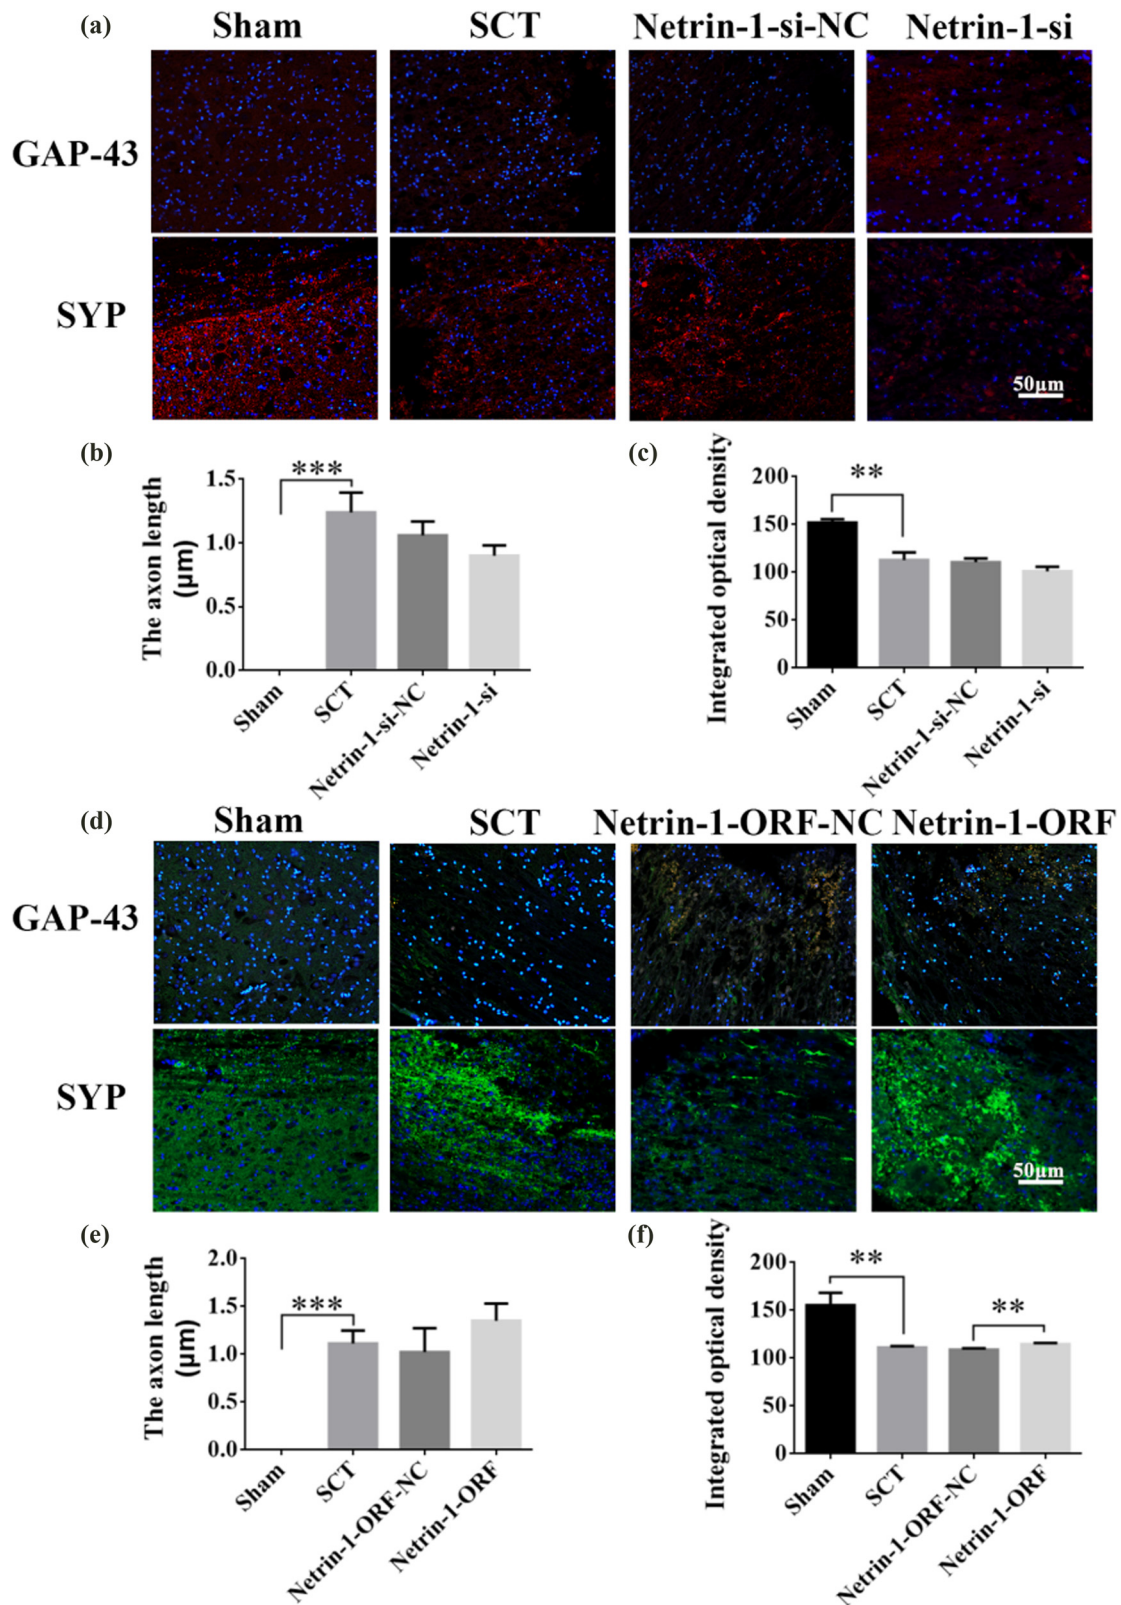 (a)
Sham SCT Netrin-1-si-NC Netrin-1-si
GAP-43
SYP
50μm
(b)
The axon length
(μm)
1.5
1.0
0.5
0.0
***
Sham
SCT
Netrin-1-si-NC
Netrin-1-si
(c)
Integrated optical density
200
150
100
50
0
**
Sham
SCT
Netrin-1-si-NC
Netrin-1-si
(d)
Sham SCT Netrin-1-ORF-NC Netrin-1-ORF
GAP-43
SYP
50μm
(e)
The axon length
(μm)
2.0
1.5
1.0
0.5
0.0
***
Sham
SCT
Netrin-1-ORF-NC
Netrin-1-ORF
(f)
Integrated optical density
200
150
100
50
0
**
**
Sham
SCT
Netrin-1-ORF-NC
Netrin-1-ORF